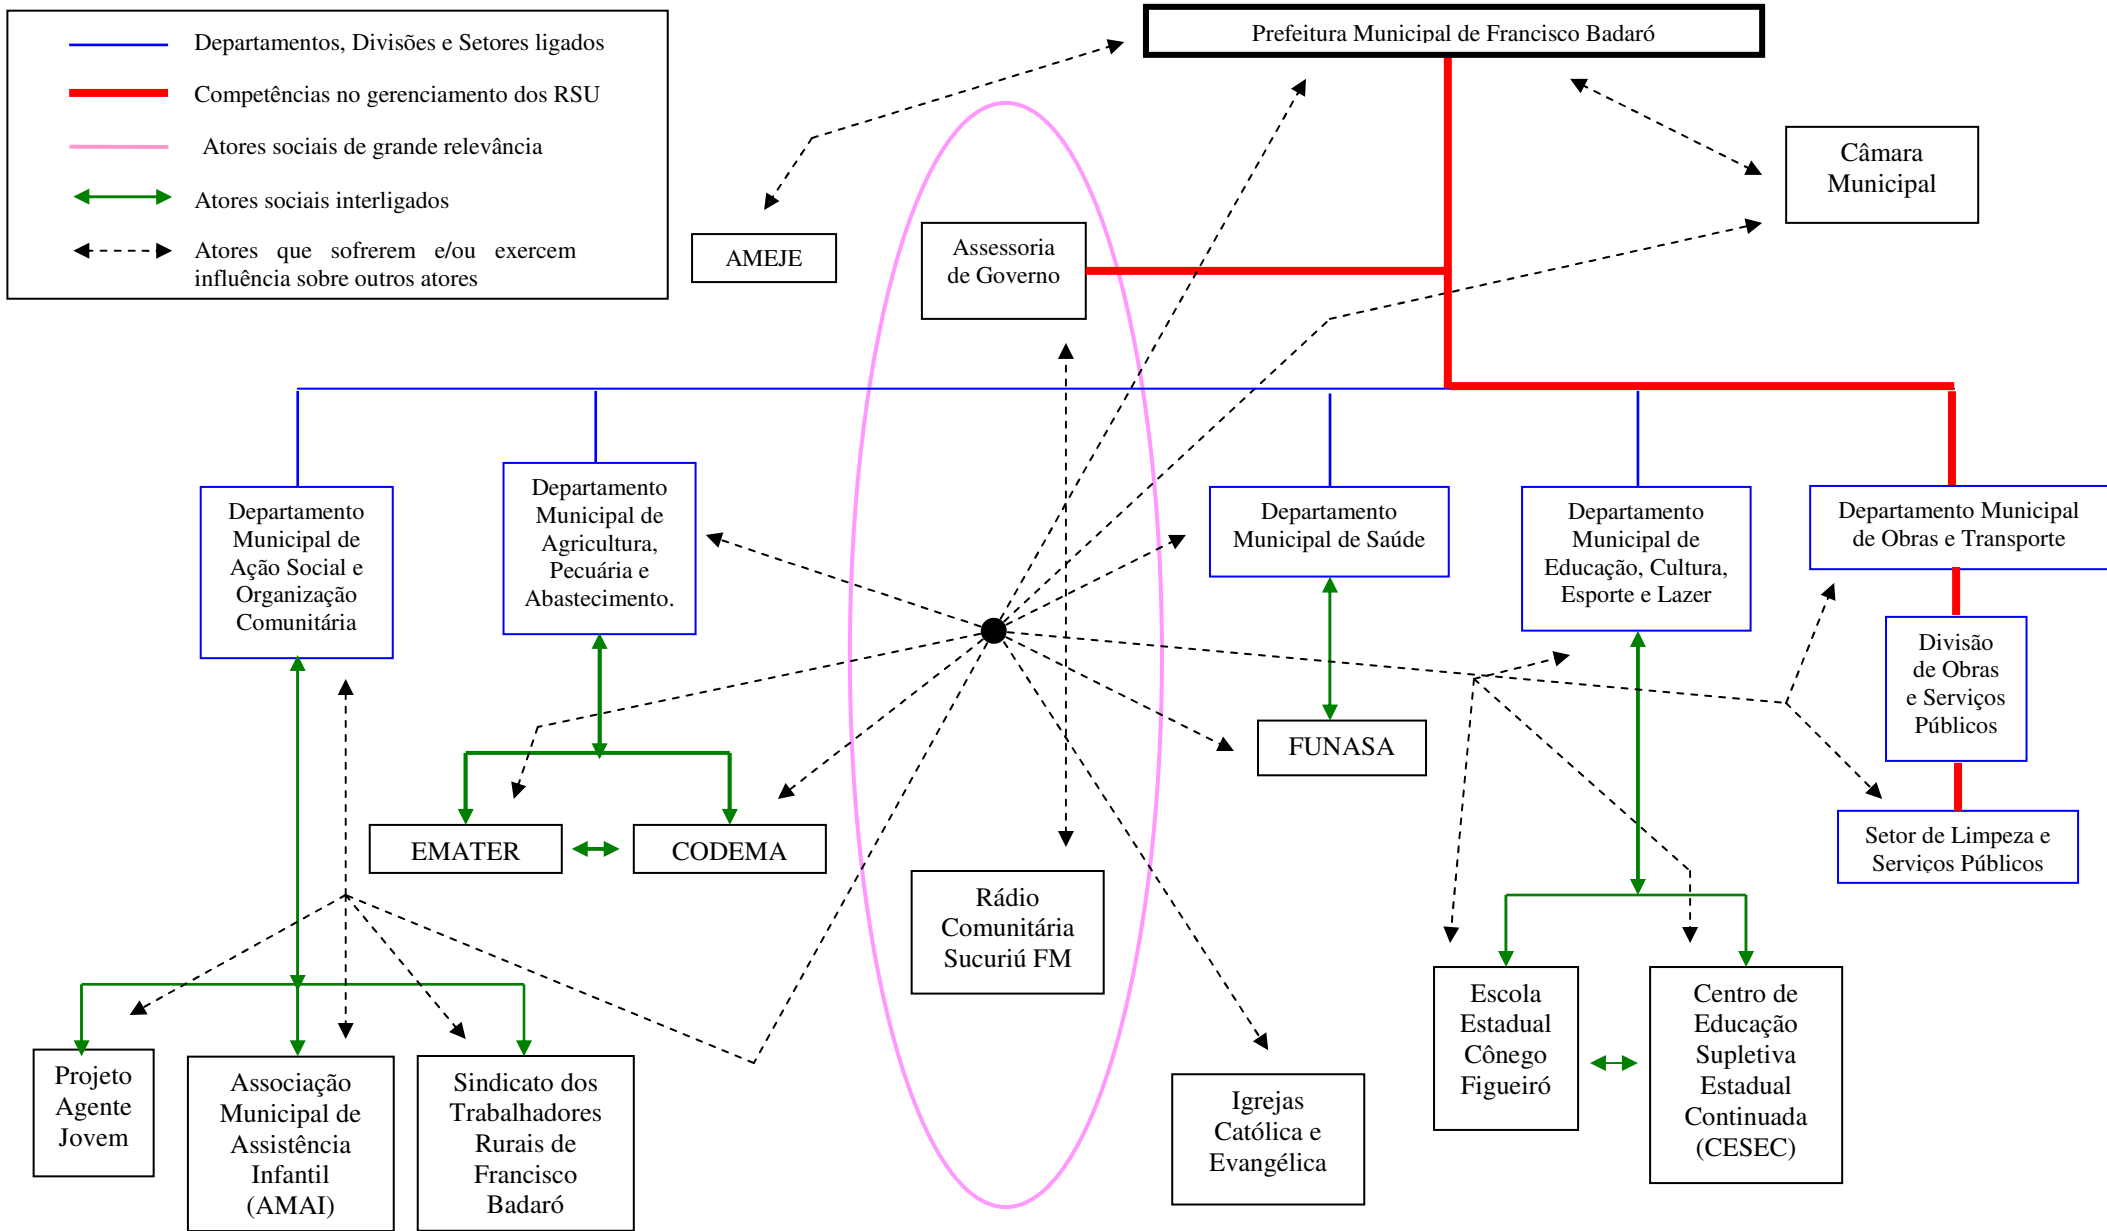 Departamentos, Divisões e Setores ligados
Competências no gerenciamento dos RSU
Atores sociais de grande relevância
Atores sociais interligados
Atores que sofrerem e/ou exercem
influência sobre outros atores
Prefeitura Municipal de Francisco Badaró
Câmara
Municipal
AMEJE
Assessoria
de Governo
Departamento
Municipal de
Ação Social e
Organização
Comunitária
Departamento
Municipal de
Agricultura,
Pecuária e
Abastecimento.
Departamento
Municipal de Saúde
Departamento
Municipal de
Educação, Cultura,
Esporte e Lazer
Departamento Municipal
de Obras e Transporte
Divisão
de Obras
e Serviços
Públicos
FUNASA
EMATER
CODEMA
Setor de Limpeza e
Serviços Públicos
Rádio
Comunitária
Sucuriú FM
Projeto
Agente
Jovem
Associação
Municipal de
Assistência
Infantil
(AMAI)
Sindicato dos
Trabalhadores
Rurais de
Francisco
Badaró
Igrejas
Católica e
Evangélica
Escola
Estadual
Cônego
Figueiró
Centro de
Educação
Supletiva
Estadual
Continuada
(CESEC)